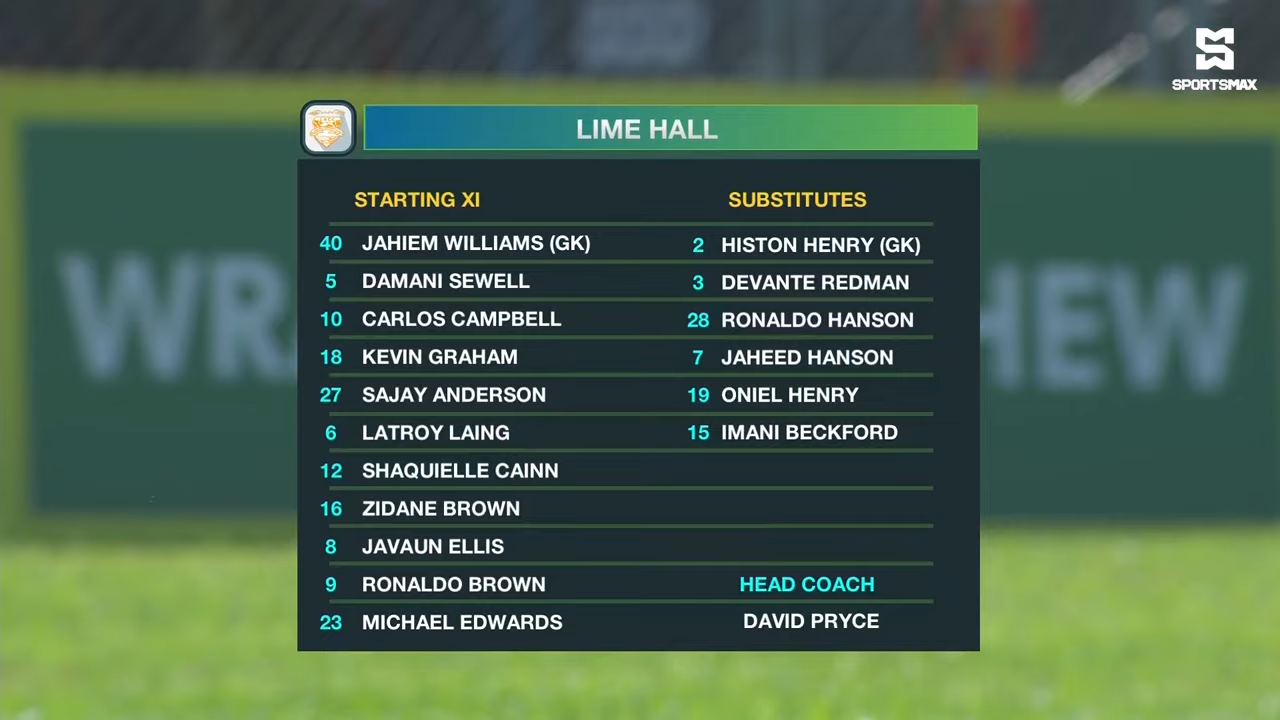 SPORTSMAX
LIME HALL
STARTING XI
40 JAHIEM WILLIAMS (GK)
5 DAMANI SEWELL
10 CARLOS CAMPBELL
18 KEVIN GRAHAM
27 SAJAY ANDERSON
6 LATROY LAING
12 SHAQUIELLE CAINN
16 ZIDANE BROWN
8 JAVAUN ELLIS
9 RONALDO BROWN
23 MICHAEL EDWARDS
SUBSTITUTES
2 HISTON HENRY (GK)
3 DEVANTE REDMAN
28 RONALDO HANSON
7 JAHEED HANSON
19 ONIEL HENRY
15 IMANI BECKFORD
HEAD COACH
DAVID PRYCE